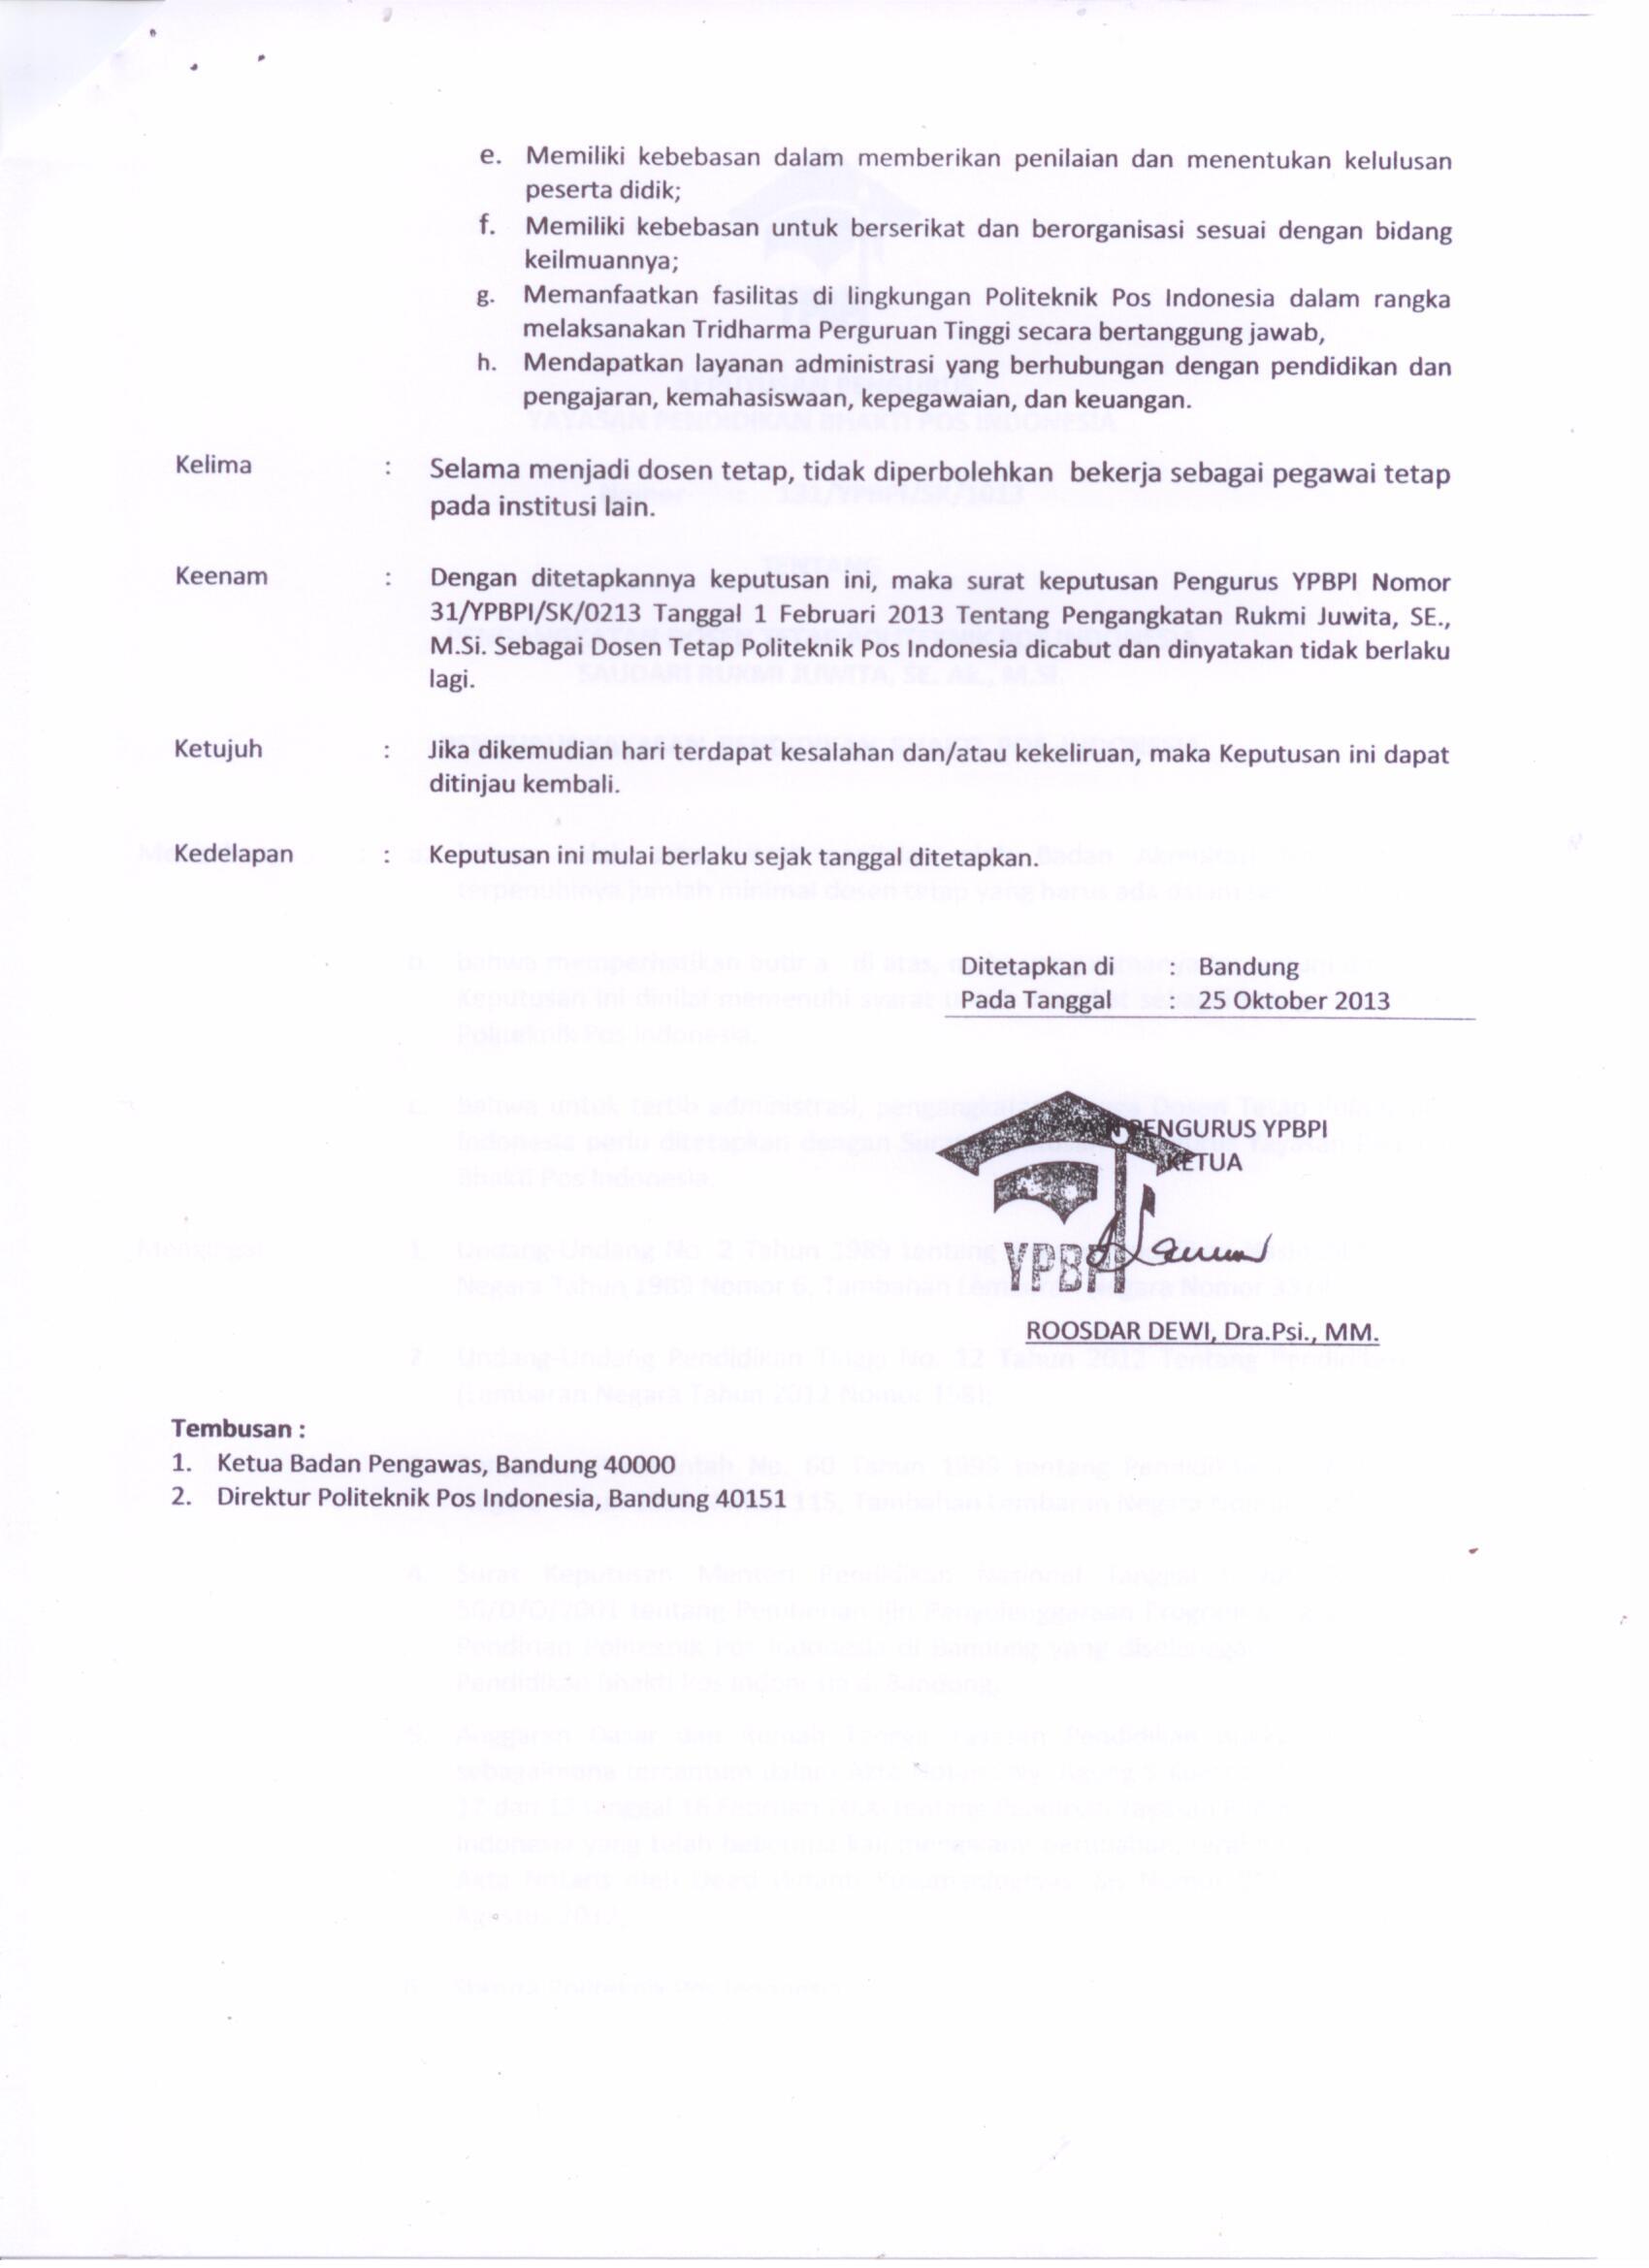 e. Memiliki kebebasan dalam memberikan penilaian dan menentukan kelulusan
peserta didik;
f. Memiliki kebebasan untuk berserikat dan berorganisasi sesuai dengan bidang
keilmuannya;
g. Memanfaatkan fasilitas di lingkungan Politeknik Pos Indonesia dalam rangka
melaksanakan Tridharma Perguruan Tinggi secara bertanggung jawab,
h. Mendapatkan layanan administrasi yang berhubungan dengan pendidikan dan
pengajaran, kemahasiswaan, kepegawaian, dan keuangan.
Kelima : Selama menjadi dosen tetap, tidak diperbolehkan bekerja sebagai pegawai tetap
pada institusi lain.
Keenam : Dengan ditetapkannya keputusan ini, maka surat keputusan Pengurus YPBPI Nomor
31/YPBPI/SK/0213 Tanggal 1 Februari 2013 Tentang Pengangkatan Rukmi Juwita, SE.,
M.Si. Sebagai Dosen Tetap Politeknik Pos Indonesia dicabut dan dinyatakan tidak berlaku
lagi.
Ketujuh : Jika dikemudian hari terdapat kesalahan dan/atau kekeliruan, maka Keputusan ini dapat
ditinjau kembali.
Kedelapan : Keputusan ini mulai berlaku sejak tanggal ditetapkan.
Ditetapkan di : Bandung
Pada Tanggal : 25 Oktober 2013
PENGURUS YPBPI
KETUA
YPBPI
ROOSDAR DEWI, Dra.Psi., MM.
Tembusan :
1. Ketua Badan Pengawas, Bandung 40000
2. Direktur Politeknik Pos Indonesia, Bandung 40151